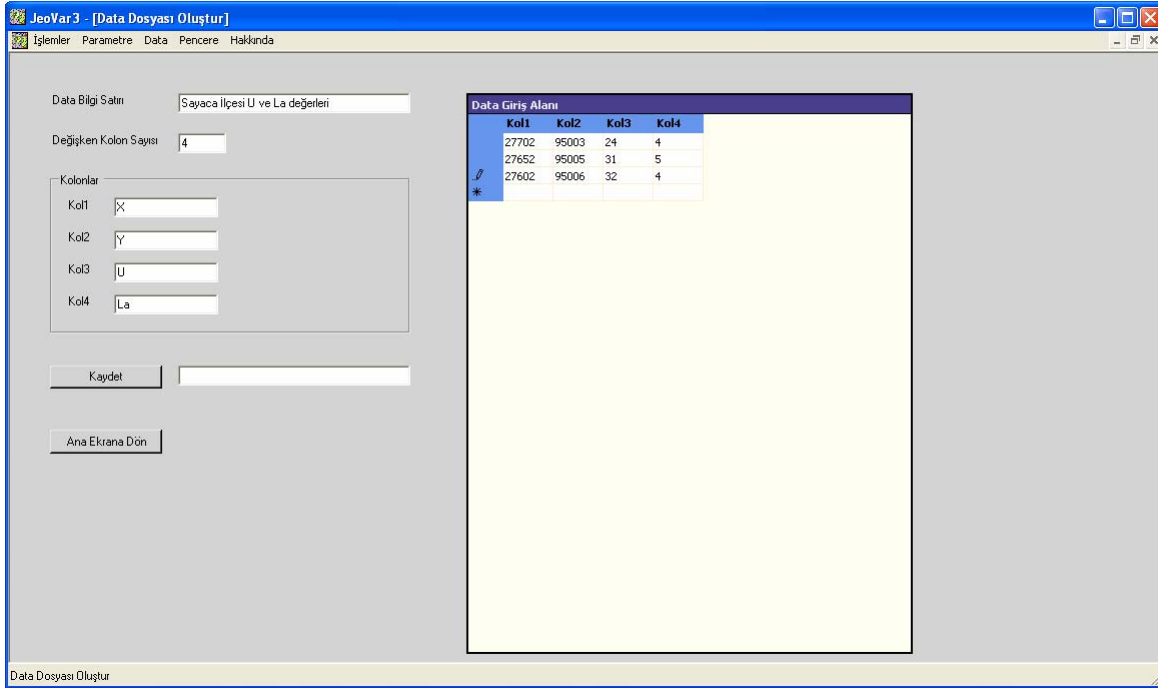 JeoVar3 - [Data Dosyası Oluştur]
İşlemler Parametre Data Pencere Hakkında
Data Bilgi Satırı Sayaca İlçesi U ve La değerleri
Değişken Kolon Sayısı 4
Kolonlar
Kol1 X
Kol2 Y
Kol3 U
Kol4 La
Kaydet
Ana Ekrana Dön
Data Giriş Alanı
Kol1 Kol2 Kol3 Kol4
27702 95003 24 4
27652 95005 31 5
27602 95006 32 4
Data Dosyası Oluştur